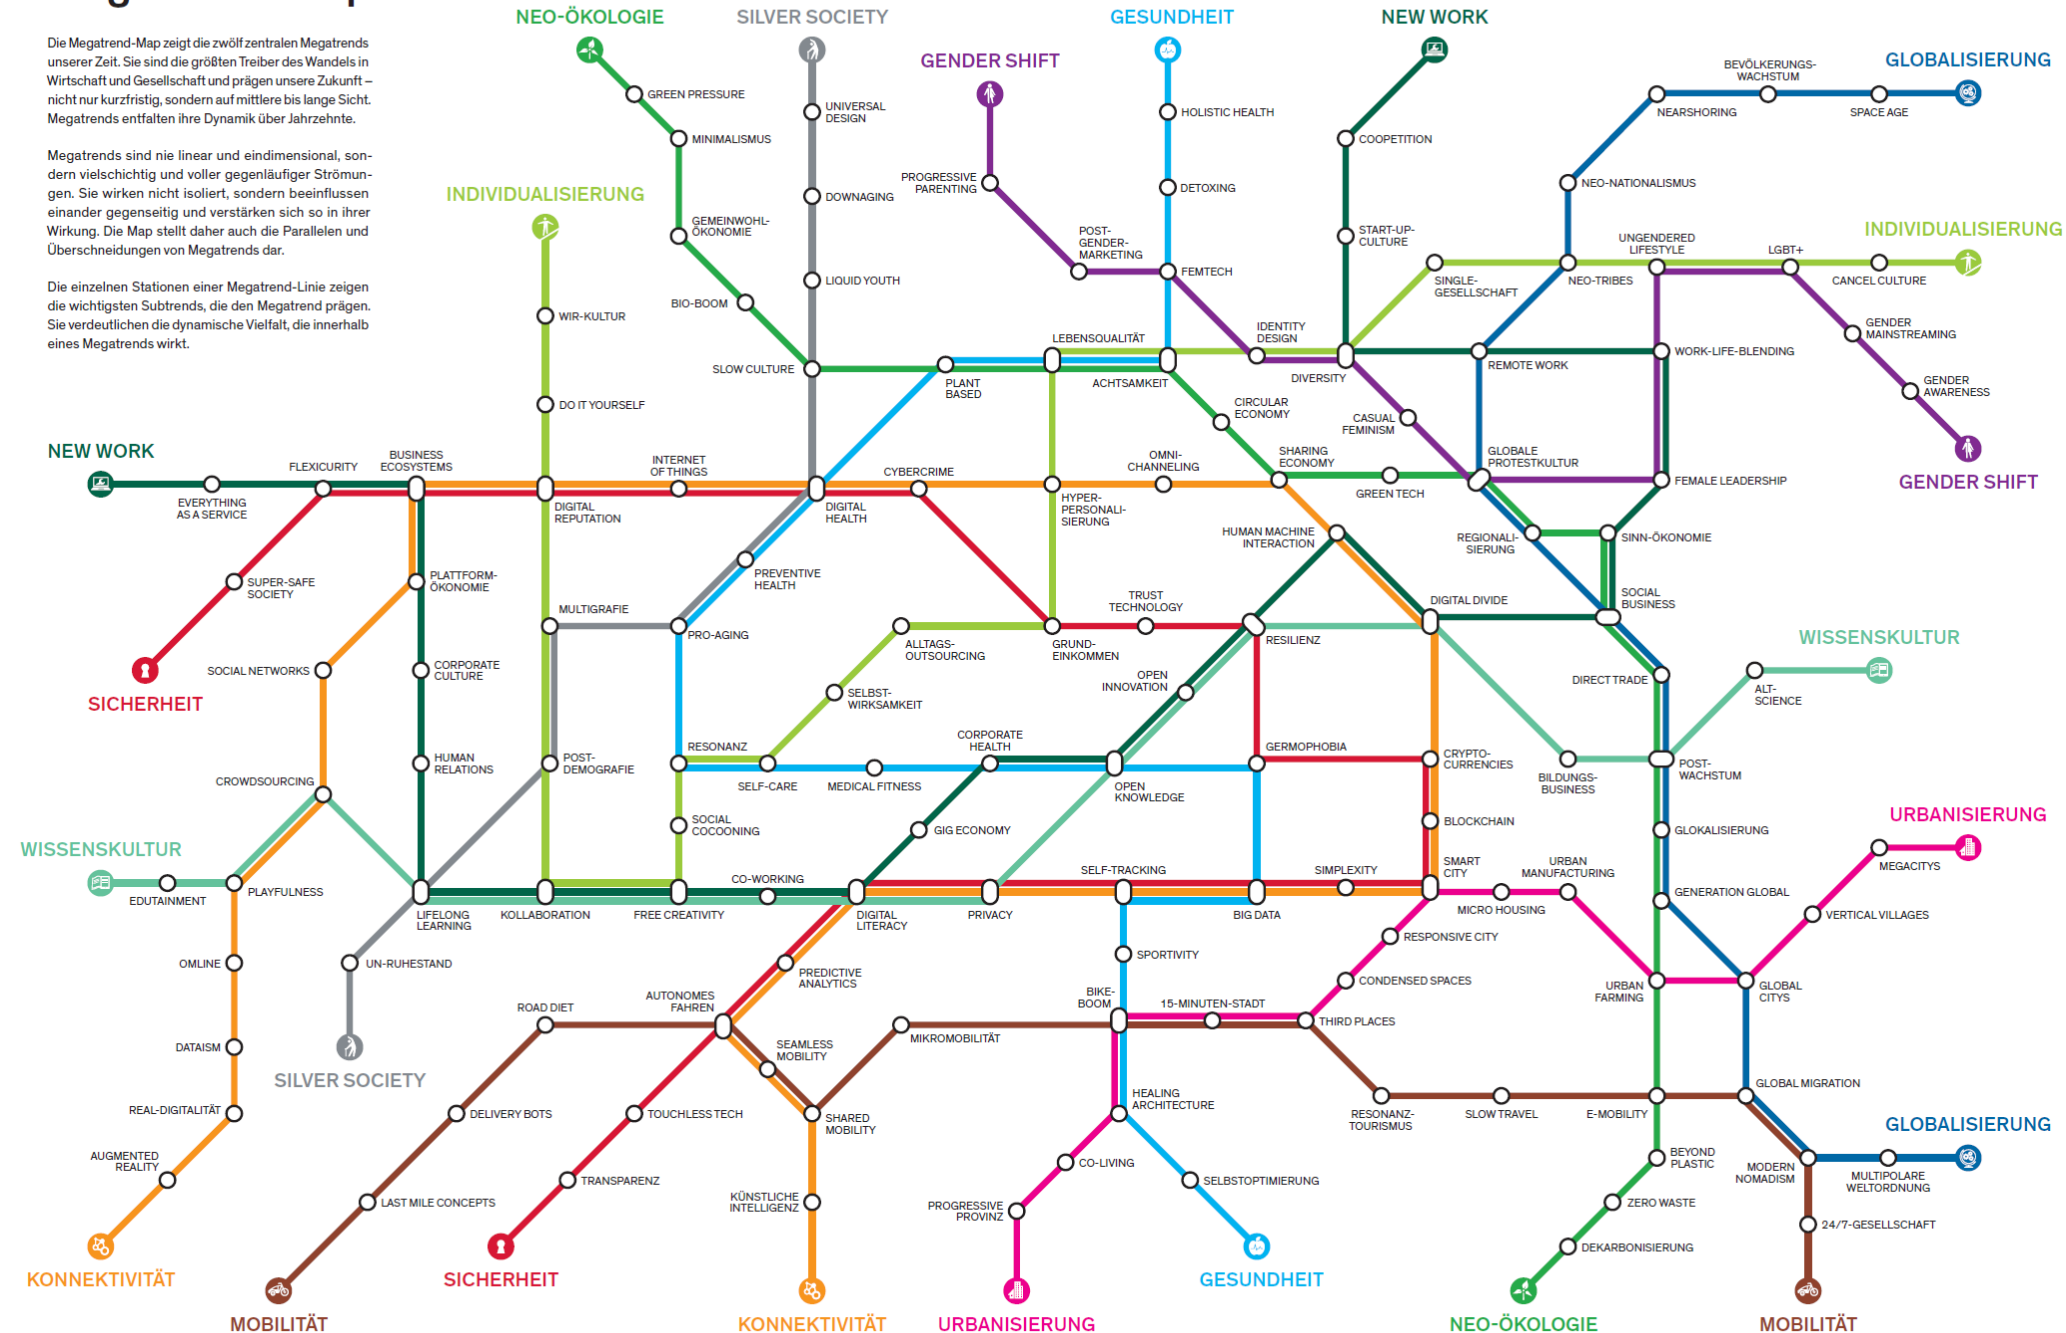 Die Megatrend-Map zeigt die zwölf zentralen Megatrends
unserer Zeit. Sie sind die größten Treiber des Wandels in
Wirtschaft und Gesellschaft und prägen unsere Zukunft –
nicht nur kurzfristig, sondern auf mittlere bis lange Sicht.
Megatrends entfalten ihre Dynamik über Jahrzehnte.
Megatrends sind nie linear und eindimensional, son-
dern vielschichtig und voller gegenläufiger Strömun-
gen. Sie wirken nicht isoliert, sondern beeinflussen
einander gegenseitig und verstärken sich so in ihrer
Wirkung. Die Map stellt daher auch die Parallelen und
Überschneidungen von Megatrends dar.
Die einzelnen Stationen einer Megatrend-Linie zeigen
die wichtigsten Subtrends, die den Megatrend prägen.
Sie verdeutlichen die dynamische Vielfalt, die innerhalb
eines Megatrends wirkt.
NEO-ÖKOLOGIE
SILVER SOCIETY
GESUNDHEIT
NEW WORK
GENDER SHIFT
GLOBALISIERUNG
BEVÖLKERUNGS-
WACHSTUM
GREEN PRESSURE
UNIVERSAL
DESIGN
HOLISTIC HEALTH
NEARSHORING
SPACE AGE
MINIMALISMUS
COOPETITION
PROGRESSIVE
PARENTING
DETOXING
NEO-NATIONALISMUS
INDIVIDUALISIERUNG
DOWNAGING
GEMEINWOHL-
ÖKONOMIE
POST-
GENDER-
MARKETING
START-UP-
CULTURE
UNGENDERED
LIFESTYLE
LGBT+
INDIVIDUALISIERUNG
LIQUID YOUTH
FEMTECH
SINGLE-
GESELLSCHAFT
NEO-TRIBES
CANCEL CULTURE
BIO-BOOM
WIR-KULTUR
LEBENSQUALITÄT
IDENTITY
DESIGN
GENDER
MAINSTREAMING
SLOW CULTURE
PLANT
BASED
ACHTSAMKEIT
DIVERSITY
REMOTE WORK
WORK-LIFE-BLENDING
GENDER
AWARENESS
DO IT YOURSELF
CIRCULAR
ECONOMY
CASUAL
FEMINISM
NEW WORK
FLEXICURITY
BUSINESS
ECOSYSTEMS
INTERNET
OF THINGS
CYBERCRIME
OMNI-
CHANNELING
SHARING
ECONOMY
GLOBALE
PROTESTKULTUR
GREEN TECH
FEMALE LEADERSHIP
GENDER SHIFT
EVERYTHING
AS A SERVICE
DIGITAL
REPUTATION
DIGITAL
HEALTH
HYPER-
PERSONALI-
SIERUNG
HUMAN MACHINE
INTERACTION
REGIONALI-
SIERUNG
SINN-ÖKONOMIE
SUPER-SAFE
SOCIETY
PLATTFORM-
ÖKONOMIE
PREVENTIVE
HEALTH
MULTIGRAFIE
TRUST
TECHNOLOGY
DIGITAL DIVIDE
SOCIAL
BUSINESS
PRO-AGING
ALLTAGS-
OUTSOURCING
GRUND-
EINKOMMEN
RESILIENZ
WISSENSKULTUR
SOCIAL NETWORKS
CORPORATE
CULTURE
SICHERHEIT
SELBST-
WIRKSAMKEIT
OPEN
INNOVATION
DIRECT TRADE
ALT-
SCIENCE
HUMAN
RELATIONS
POST-
DEMOGRAFIE
RESONANZ
CORPORATE
HEALTH
GERMOPHOBIA
CRYPTO-
CURRENCIES
POST-
WACHSTUM
CROWDSOURCING
SELF-CARE
MEDICAL FITNESS
OPEN
KNOWLEDGE
BILDUNGS-
BUSINESS
SOCIAL
COCOONING
GIG ECONOMY
BLOCKCHAIN
GLOKALISIERUNG
URBANISIERUNG
WISSENSKULTUR
MEGACITYS
EDUTAINMENT
PLAYFULNESS
CO-WORKING
SELF-TRACKING
SIMPLEXITY
SMART
CITY
URBAN
MANUFACTURING
GENERATION GLOBAL
LIFELONG
LEARNING
KOLLABORATION
FREE CREATIVITY
DIGITAL
LITERACY
PRIVACY
BIG DATA
MICRO HOUSING
VERTICAL VILLAGES
OMLINE
UN-RUHESTAND
PREDICTIVE
ANALYTICS
SPORTIVITY
RESPONSIVE CITY
CONDENSED SPACES
URBAN
FARMING
GLOBAL
CITYS
ROAD DIET
AUTONOMES
FAHREN
BIKE-
BOOM
15-MINUTEN-STADT
THIRD PLACES
MIKROMOBILITÄT
DATAISM
SEAMLESS
MOBILITY
SILVER SOCIETY
REAL-DIGITALITÄT
DELIVERY BOTS
TOUCHLESS TECH
SHARED
MOBILITY
HEALING
ARCHITECTURE
RESONANZ-
TOURISMUS
SLOW TRAVEL
E-MOBILITY
GLOBAL MIGRATION
GLOBALISIERUNG
AUGMENTED
REALITY
CO-LIVING
BEYOND
PLASTIC
MODERN
NOMADISM
MULTIPOLARE
WELTORDNUNG
LAST MILE CONCEPTS
TRANSPARENZ
KÜNSTLICHE
INTELLIGENZ
PROGRESSIVE
PROVINZ
SELBSTOPTIMIERUNG
ZERO WASTE
24/7-GESELLSCHAFT
DEKARBONISIERUNG
KONNEKTIVITÄT
SICHERHEIT
GESUNDHEIT
MOBILITÄT
KONNEKTIVITÄT
URBANISIERUNG
NEO-ÖKOLOGIE
MOBILITÄT